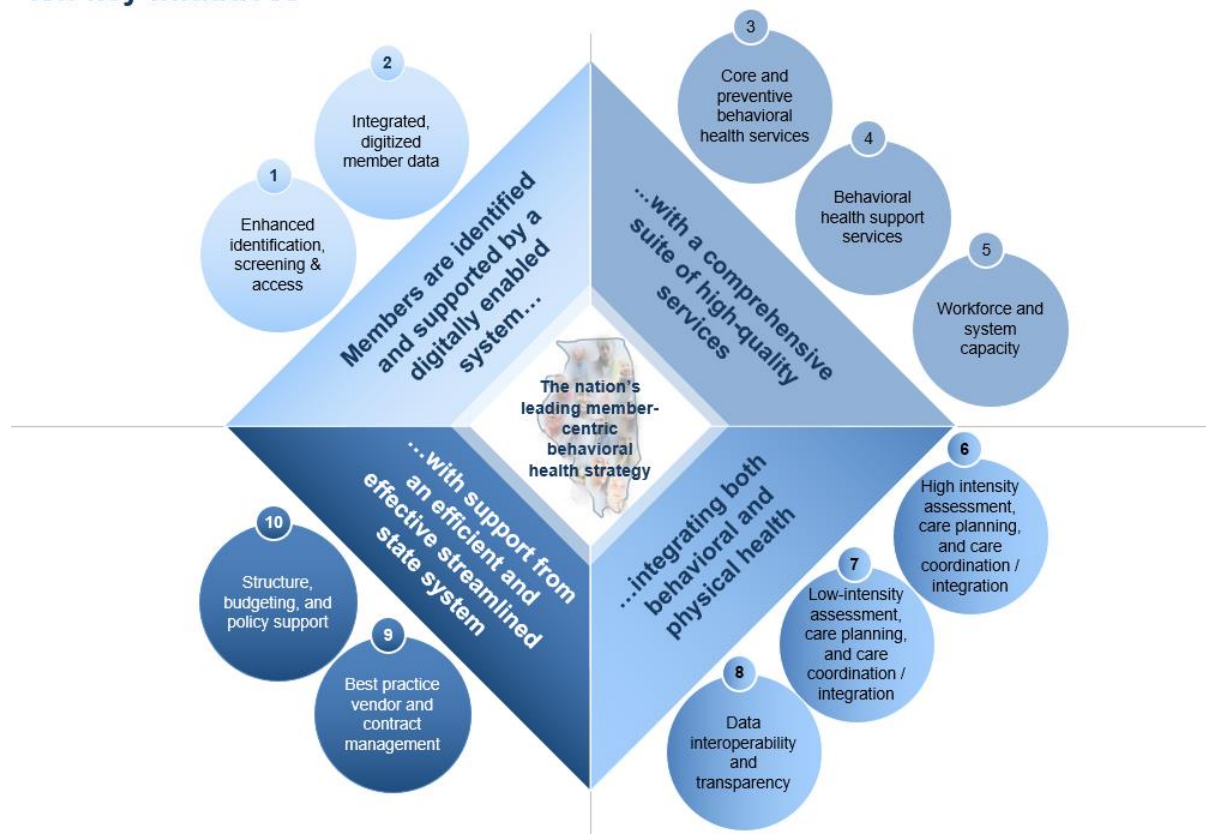 2
Integrated,
digitized
member data
1
Enhanced
identification,
screening &
access
Members are identified
and supported by a
digitally enabled
system...
3
Core and
preventive
behavioral
health services
4
Behavioral
health support
services
5
Workforce and
system
capacity
...with a comprehensive
suite of high-quality
services
The nation's
leading member-
centric
behavioral
health strategy
...with support from
an efficient and
effective streamlined
state system
10
Structure,
budgeting, and
policy support
9
Best practice
vendor and
contract
management
...integrating both
behavioral and
physical health
6
High intensity
assessment,
care planning,
and care
coordination /
integration
7
Low-intensity
assessment,
care planning,
and care
coordination /
integration
8
Data
interoperability
and
transparency